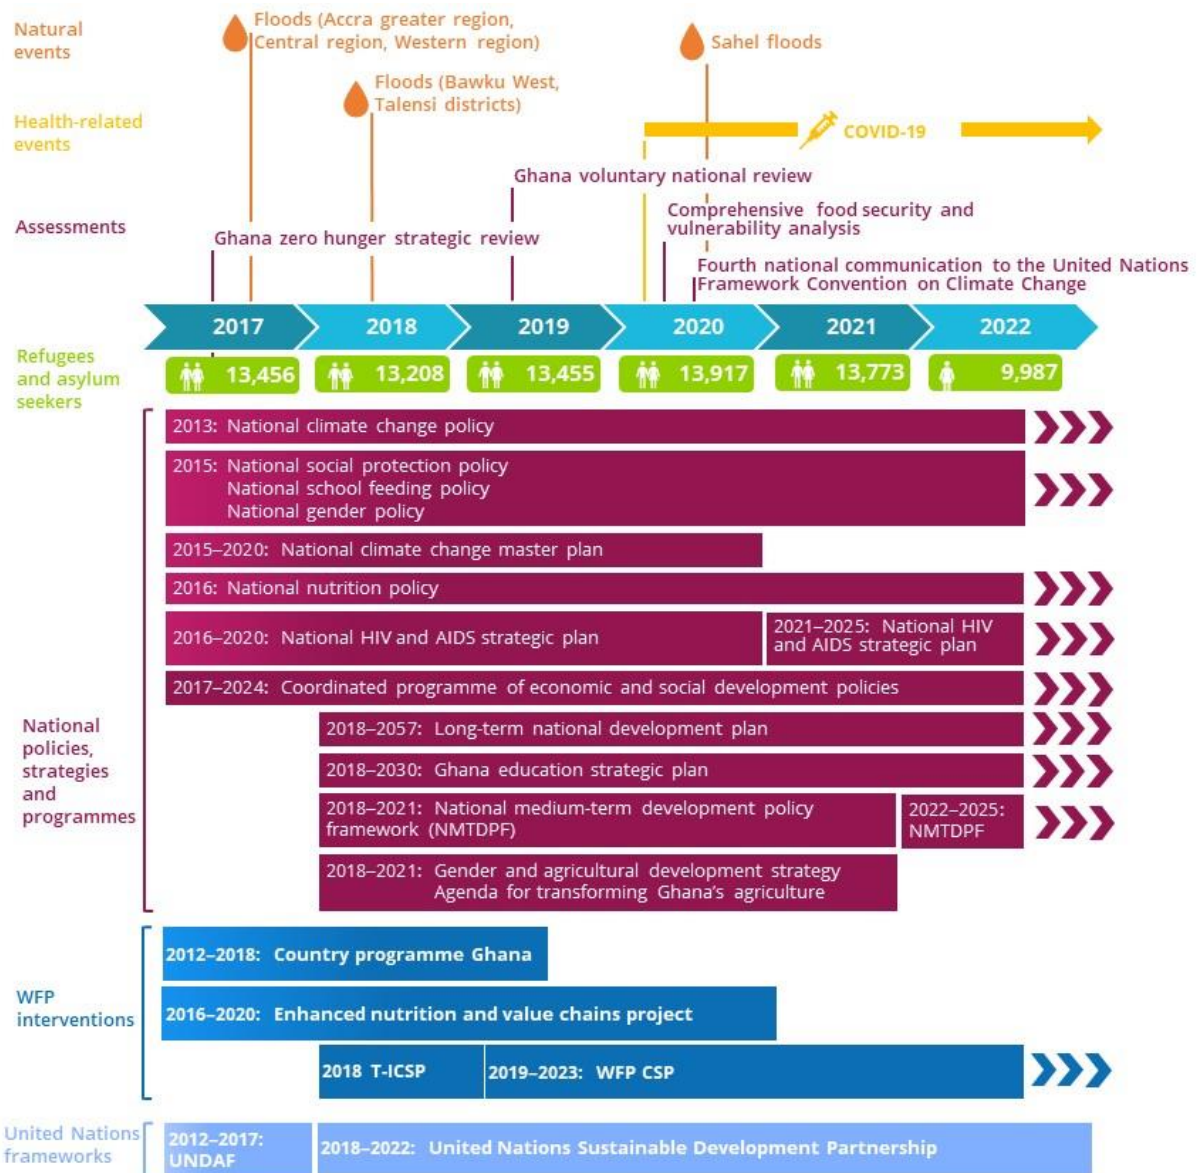 Natural
events
Floods (Accra greater region,
Central region, Western region)
Sahel floods
Floods (Bawku West,
Talensi districts)
Health-related
events
COVID-19
Ghana voluntary national review
Assessments
Comprehensive food security and
vulnerability analysis
Ghana zero hunger strategic review
Fourth national communication to the United Nations
Framework Convention on Climate Change
2017 2018 2019 2020 2021 2022
Refugees
and asylum
seekers
13,456 13,208 13,455 13,917 13,773 9,987
National
policies,
strategies
and
programmes
2013: National climate change policy
2015: National social protection policy
National school feeding policy
National gender policy
2015–2020: National climate change master plan
2016: National nutrition policy
2016–2020: National HIV and AIDS strategic plan
2021–2025: National HIV
and AIDS strategic plan
2017–2024: Coordinated programme of economic and social development policies
2018–2057: Long-term national development plan
2018–2030: Ghana education strategic plan
2018–2021: National medium-term development policy
framework (NMTDPF)
2022–2025:
NMTDPF
2018–2021: Gender and agricultural development strategy
Agenda for transforming Ghana's agriculture
WFP
interventions
2012–2018: Country programme Ghana
2016–2020: Enhanced nutrition and value chains project
2018 T-ICSP
2019–2023: WFP CSP
United Nations
frameworks
2012–2017:
UNDAF
2018–2022: United Nations Sustainable Development Partnership